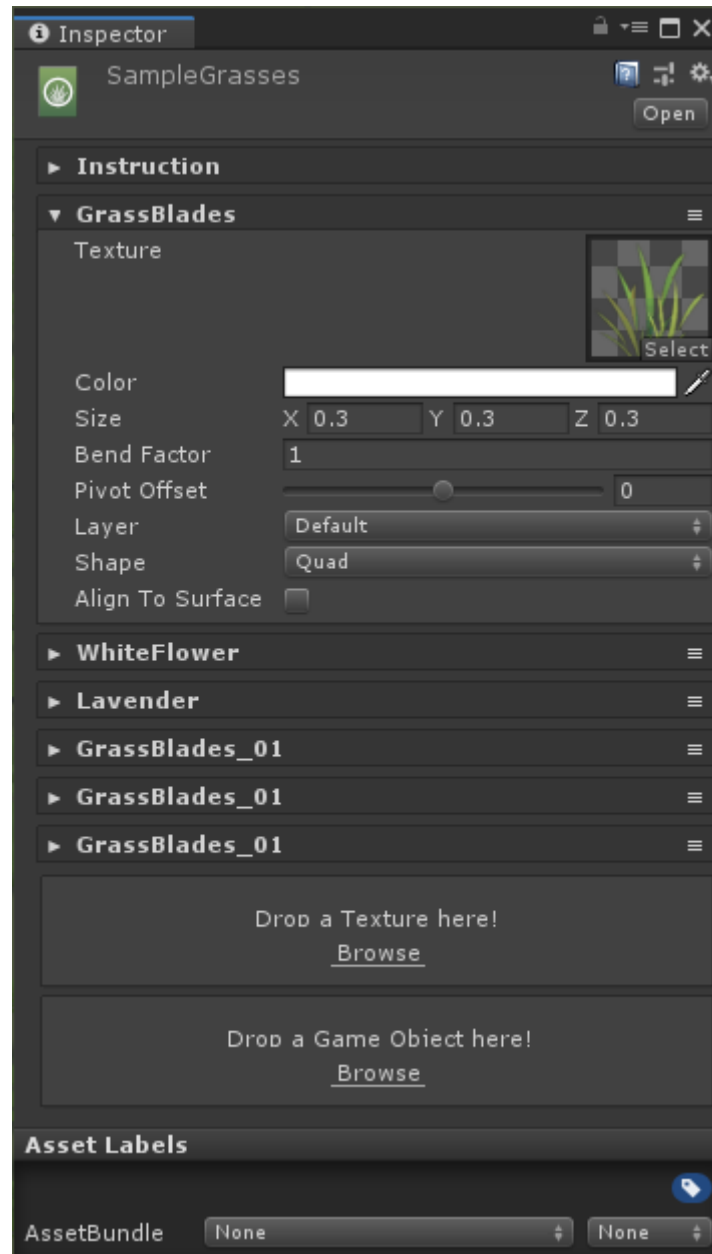 Inspector
SampleGrasses
Open
Instruction
GrassBlades
Texture
Select
Color
Size X 0.3 Y 0.3 Z 0.3
Bend Factor 1
Pivot Offset 0
Layer Default
Shape Quad
Align To Surface
WhiteFlower
Lavender
GrassBlades_01
GrassBlades_01
GrassBlades_01
Drop a Texture here!
Browse
Drop a Game Object here!
Browse
Asset Labels
AssetBundle None None